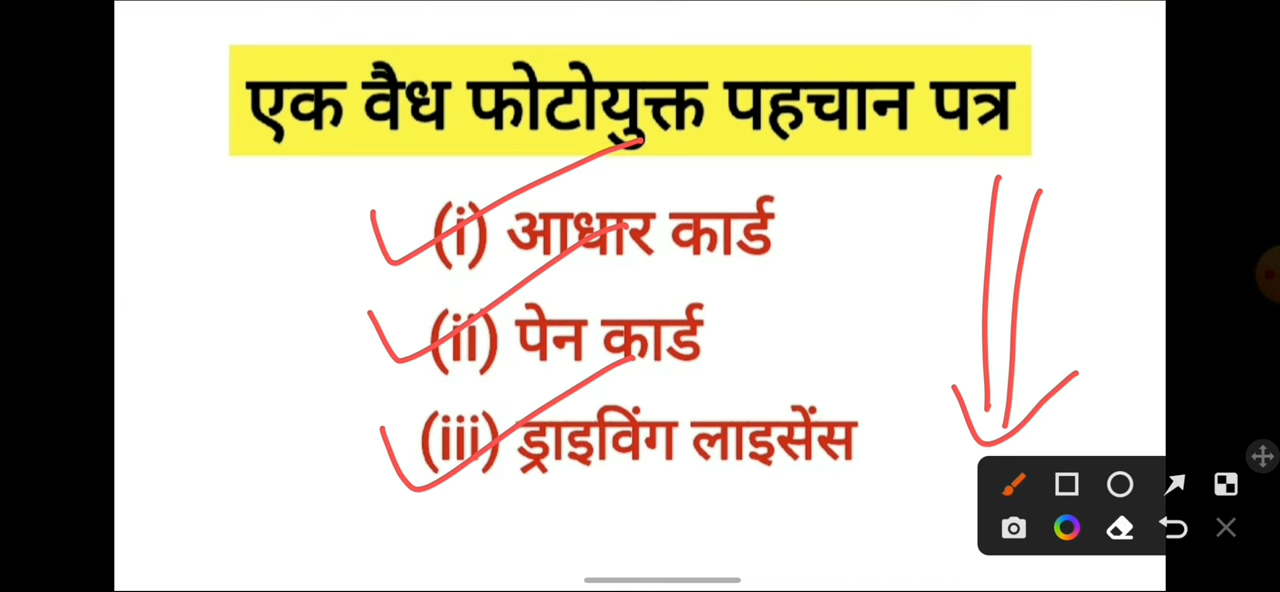 एक वैध फोटोयुक्त पहचान पत्र
(i) आधार कार्ड
(ii) पेन कार्ड
(iii) ड्राइविंग लाइसेंस